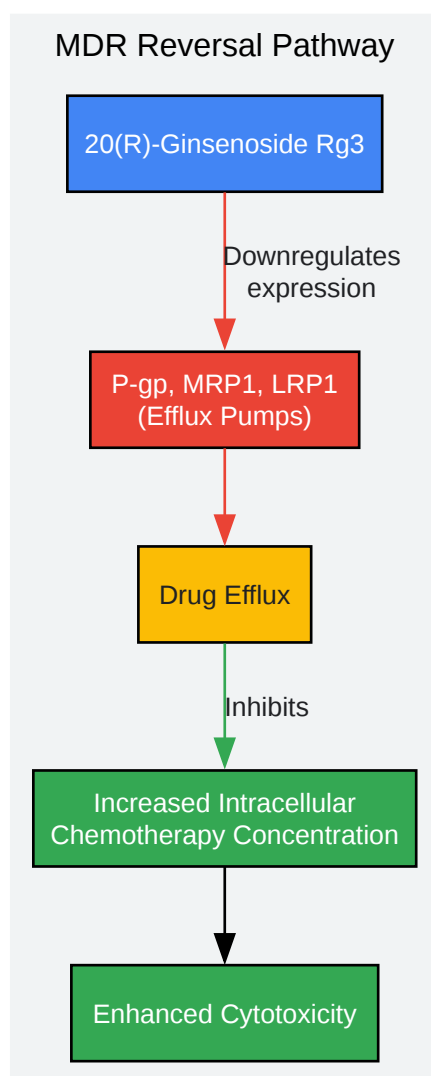 MDR Reversal Pathway
20(R)-Ginsenoside Rg3
Downregulates
expression
P-gp, MRP1, LRP1
(Efflux Pumps)
Drug Efflux
Inhibits
Increased Intracellular
Chemotherapy Concentration
Enhanced Cytotoxicity